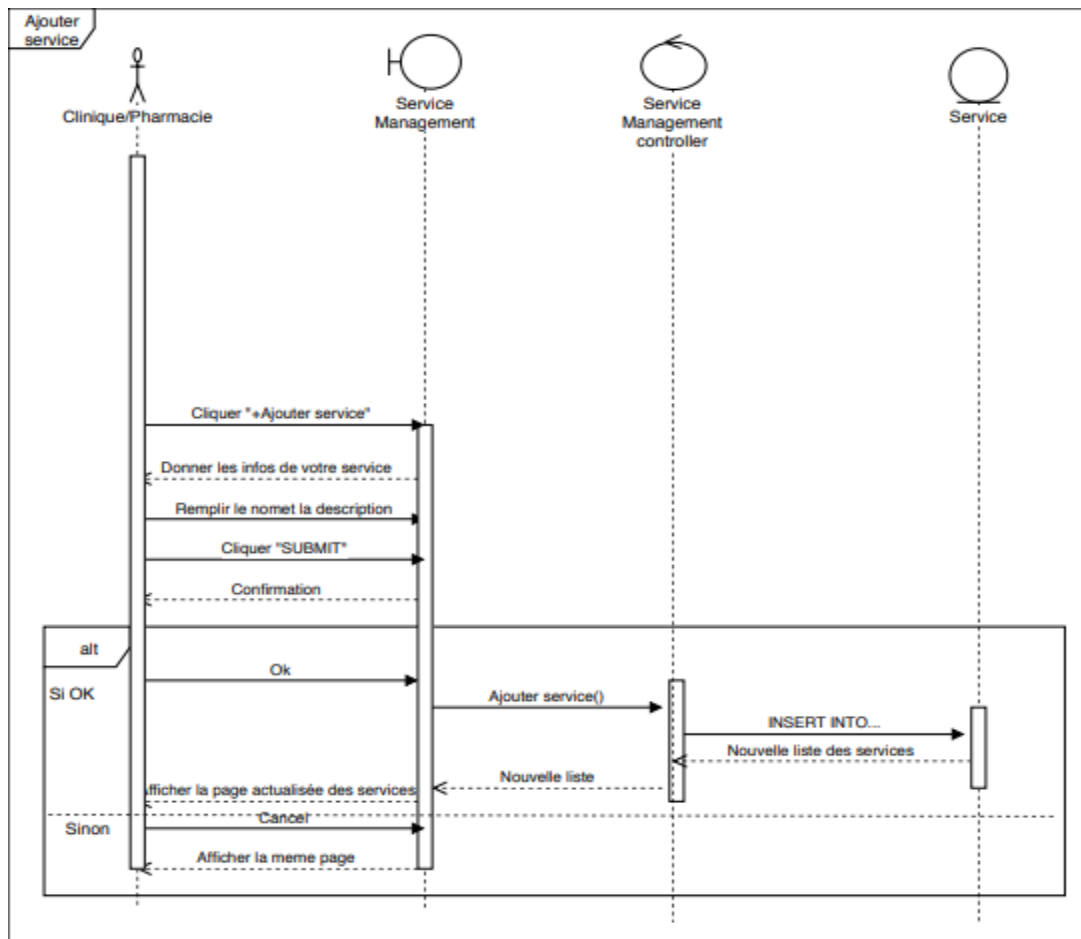 Ajouter
service
Clinique/Pharmacie
Service
Management
Service
Management
controller
Service
Cliquer "+Ajouter service"
Donner les infos de votre service
Remplir le nomet la description
Cliquer "SUBMIT"
Confirmation
alt
Ok
Si OK
Ajouter service()
INSERT INTO...
Nouvelle liste des services
Nouvelle liste
Afficher la page actualisée des services
Sinon
Cancel
Afficher la meme page